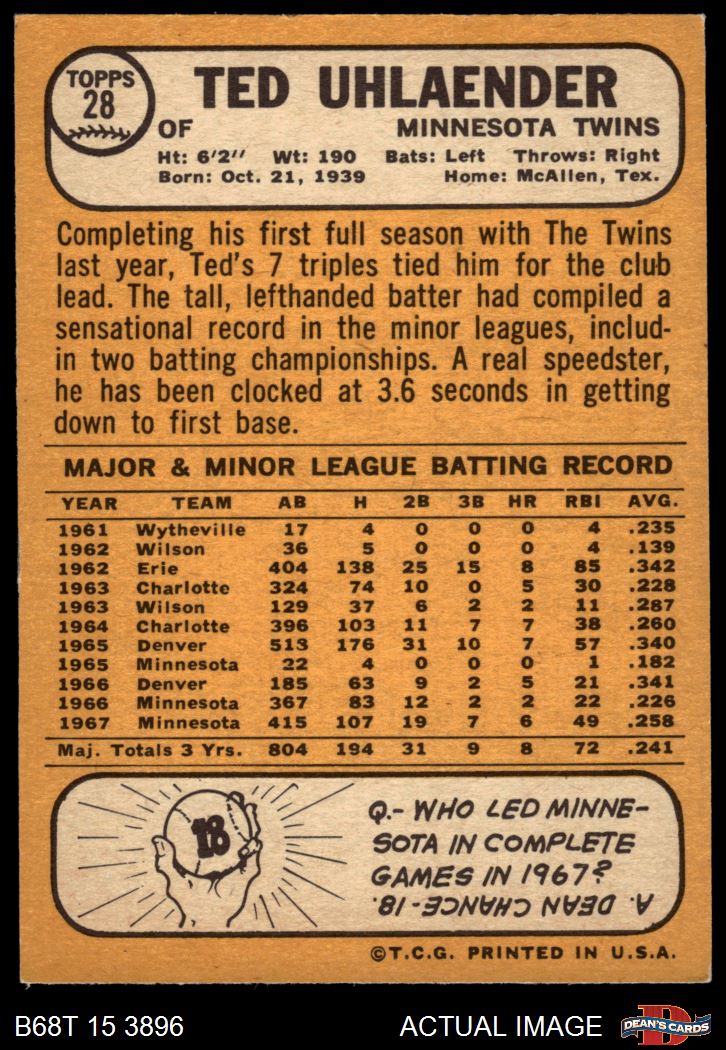 TOPPS
28
TED UHLAENDER
OF MINNESOTA TWINS
Ht: 6'2'' Wt: 190 Bats: Left Throws: Right
Born: Oct. 21, 1939 Home: McAllen, Tex.
Completing his first full season with The Twins
last year, Ted's 7 triples tied him for the club
lead. The tall, lefthanded batter had compiled a
sensational record in the minor leagues, includ-
in two batting championships. A real speedster,
he has been clocked at 3.6 seconds in getting
down to first base.
MAJOR & MINOR LEAGUE BATTING RECORD
YEAR TEAM AB H 2B 3B HR RBI AVG.
1961 Wytheville 17 4 0 0 0 4 .235
1962 Wilson 36 5 0 0 0 4 .139
1962 Erie 404 138 25 15 8 85 .342
1963 Charlotte 324 74 10 0 5 30 .228
1963 Wilson 129 37 6 2 2 11 .287
1964 Charlotte 396 103 11 7 7 38 .260
1965 Denver 513 176 31 10 7 57 .340
1965 Minnesota 22 4 0 0 0 1 .182
1966 Denver 185 63 9 2 5 21 .341
1966 Minnesota 367 83 12 2 2 22 .226
1967 Minnesota 415 107 19 7 6 49 .258
Maj. Totals 3 Yrs. 804 194 31 9 8 72 .241
18
Q.- WHO LED MINNE-
SOTA IN COMPLETE
GAMES IN 1967?
A. DEAN CHANCE-18.
©T.C.G. PRINTED IN U.S.A.
B68T 15 3896 ACTUAL IMAGE
D
DEAN'S CARDS